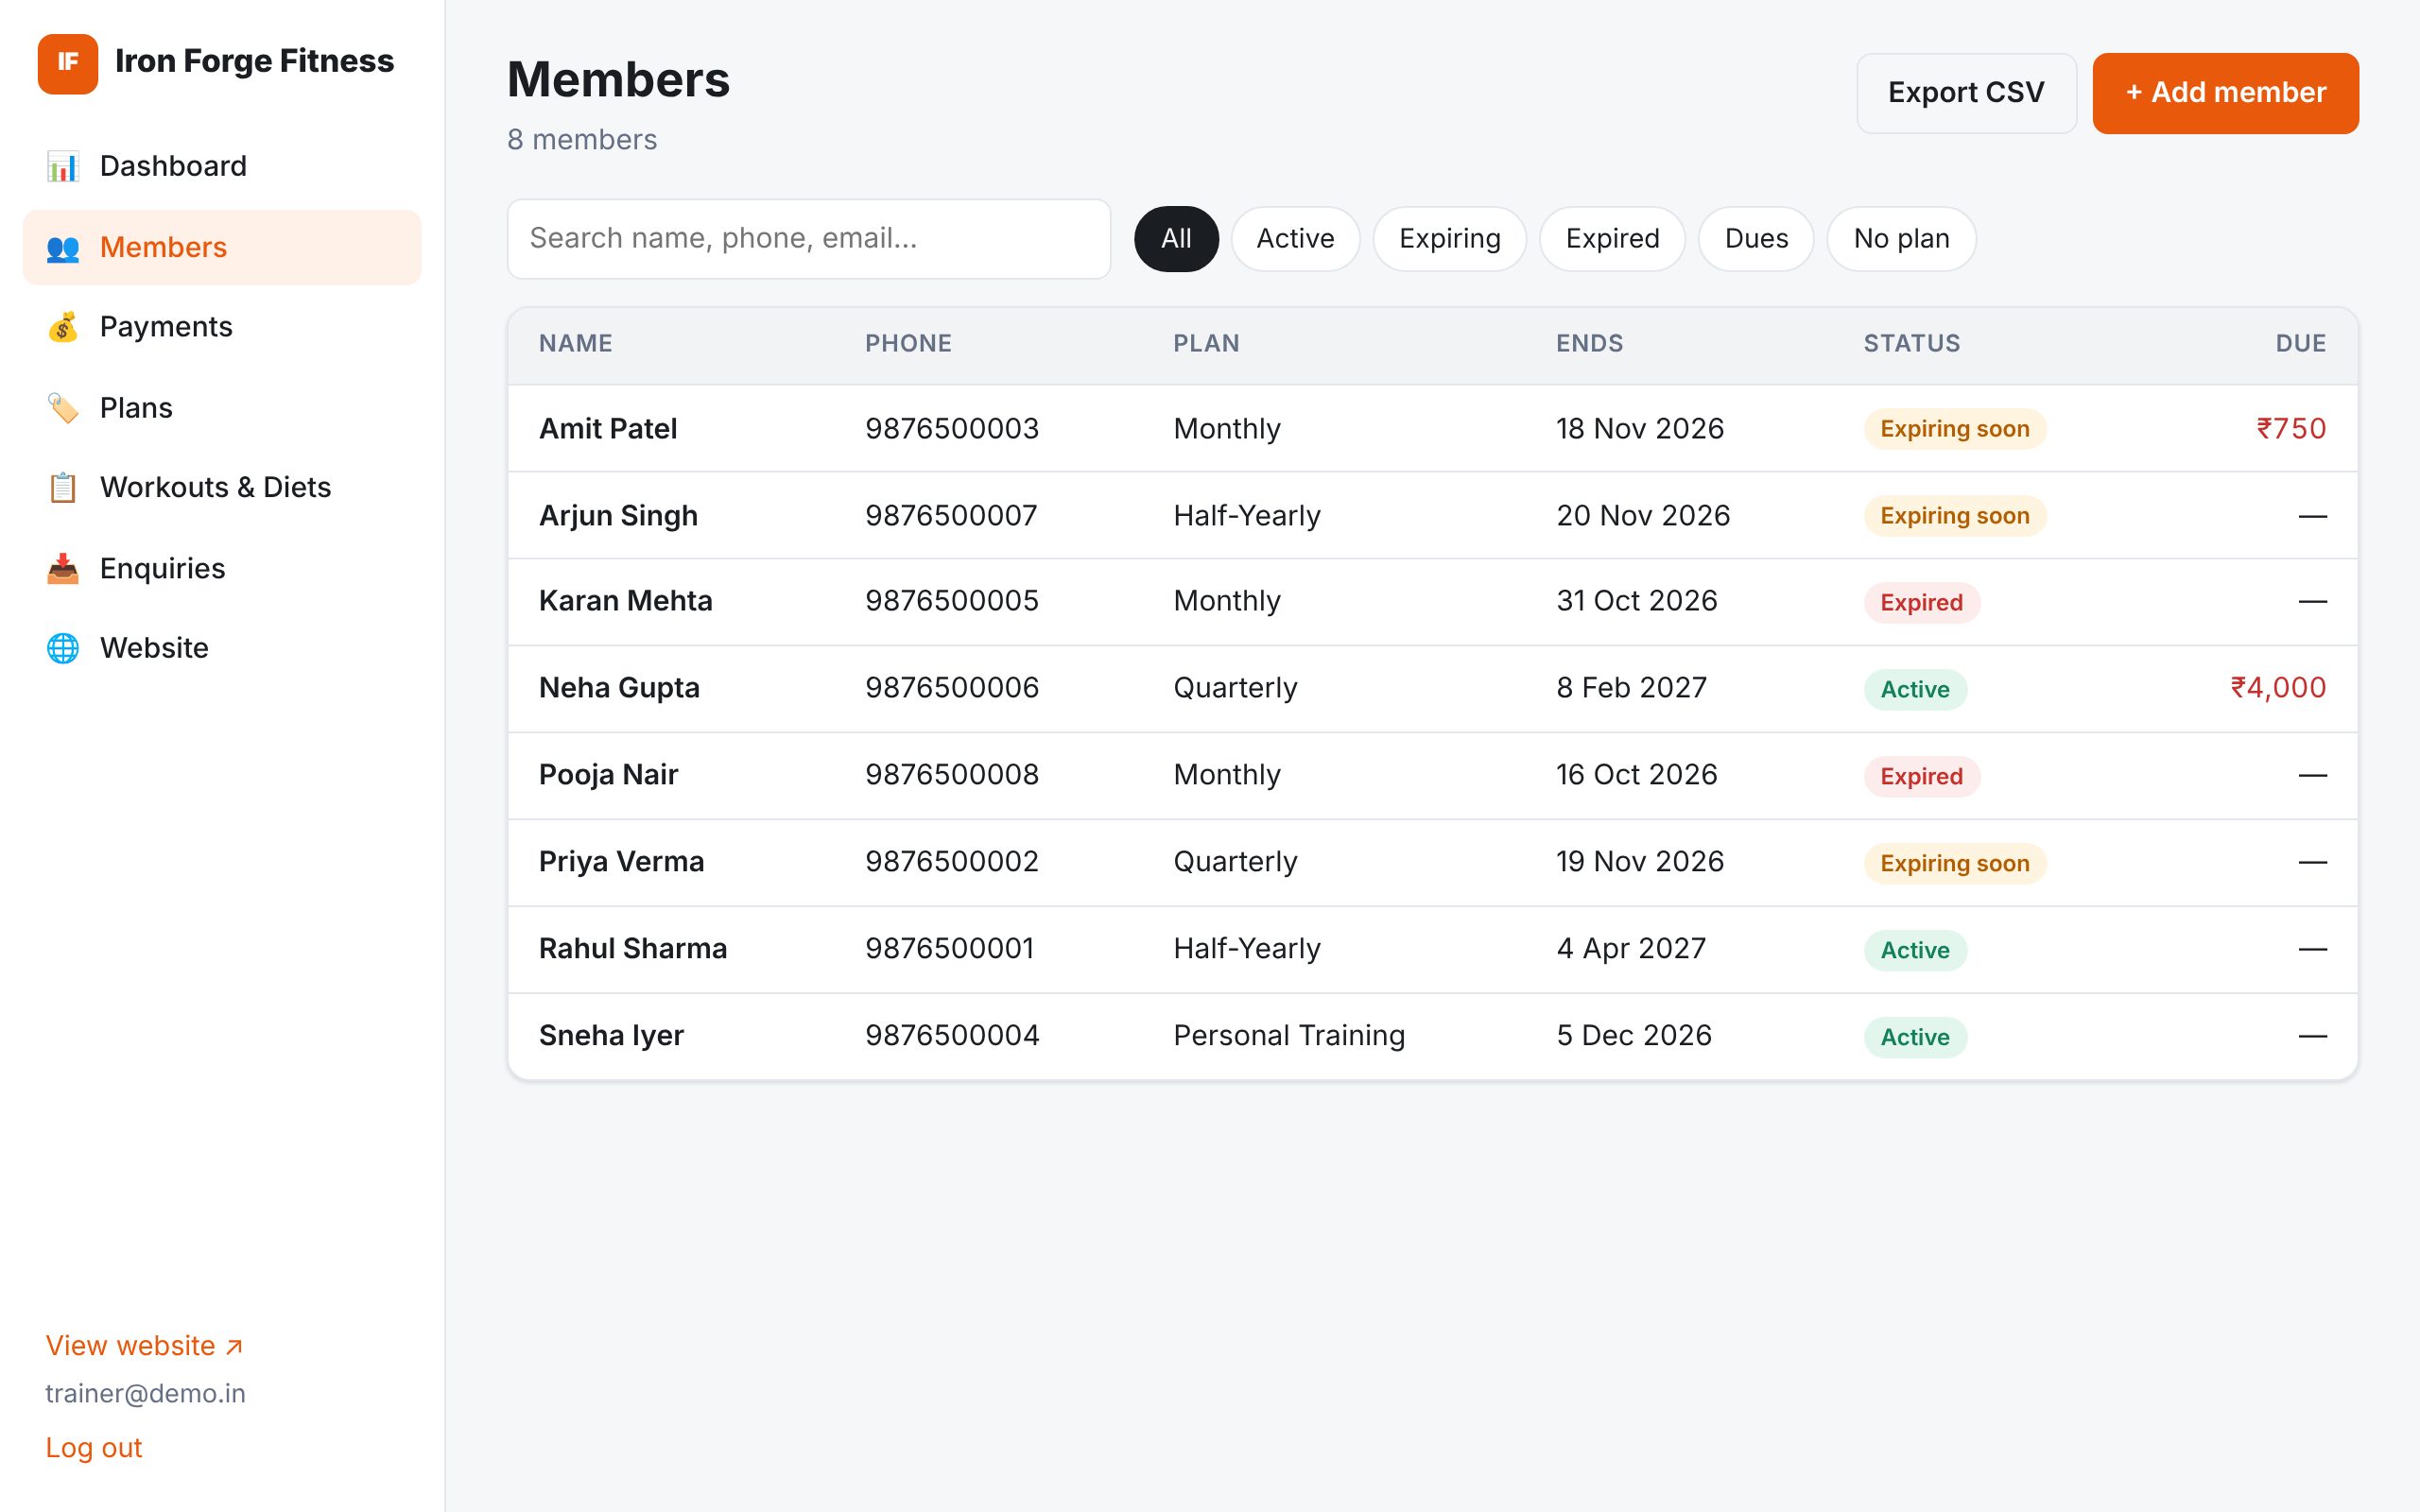 IF Iron Forge Fitness
Dashboard
Members
Payments
Plans
Workouts & Diets
Enquiries
Website
View website ↗
trainer@demo.in
Log out
Members
8 members
Export CSV
+ Add member
Search name, phone, email...
All Active Expiring Expired Dues No plan
NAME PHONE PLAN ENDS STATUS DUE
Amit Patel 9876500003 Monthly 18 Nov 2026 Expiring soon ₹750
Arjun Singh 9876500007 Half-Yearly 20 Nov 2026 Expiring soon —
Karan Mehta 9876500005 Monthly 31 Oct 2026 Expired —
Neha Gupta 9876500006 Quarterly 8 Feb 2027 Active ₹4,000
Pooja Nair 9876500008 Monthly 16 Oct 2026 Expired —
Priya Verma 9876500002 Quarterly 19 Nov 2026 Expiring soon —
Rahul Sharma 9876500001 Half-Yearly 4 Apr 2027 Active —
Sneha Iyer 9876500004 Personal Training 5 Dec 2026 Active —